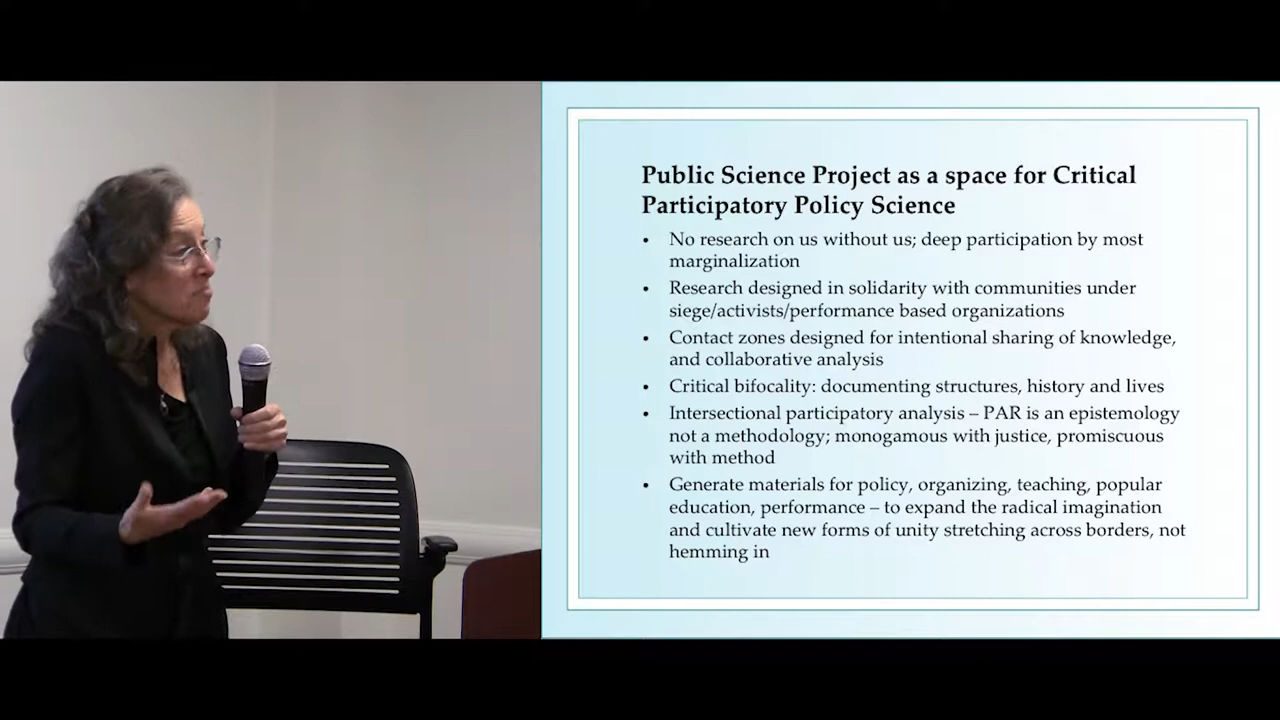 Public Science Project as a space for Critical
Participatory Policy Science
• No research on us without us; deep participation by most
marginalization
• Research designed in solidarity with communities under
siege/activists/performance based organizations
• Contact zones designed for intentional sharing of knowledge,
and collaborative analysis
• Critical bifocality: documenting structures, history and lives
• Intersectional participatory analysis – PAR is an epistemology
not a methodology; monogamous with justice, promiscuous
with method
• Generate materials for policy, organizing, teaching, popular
education, performance – to expand the radical imagination
and cultivate new forms of unity stretching across borders, not
hemming in